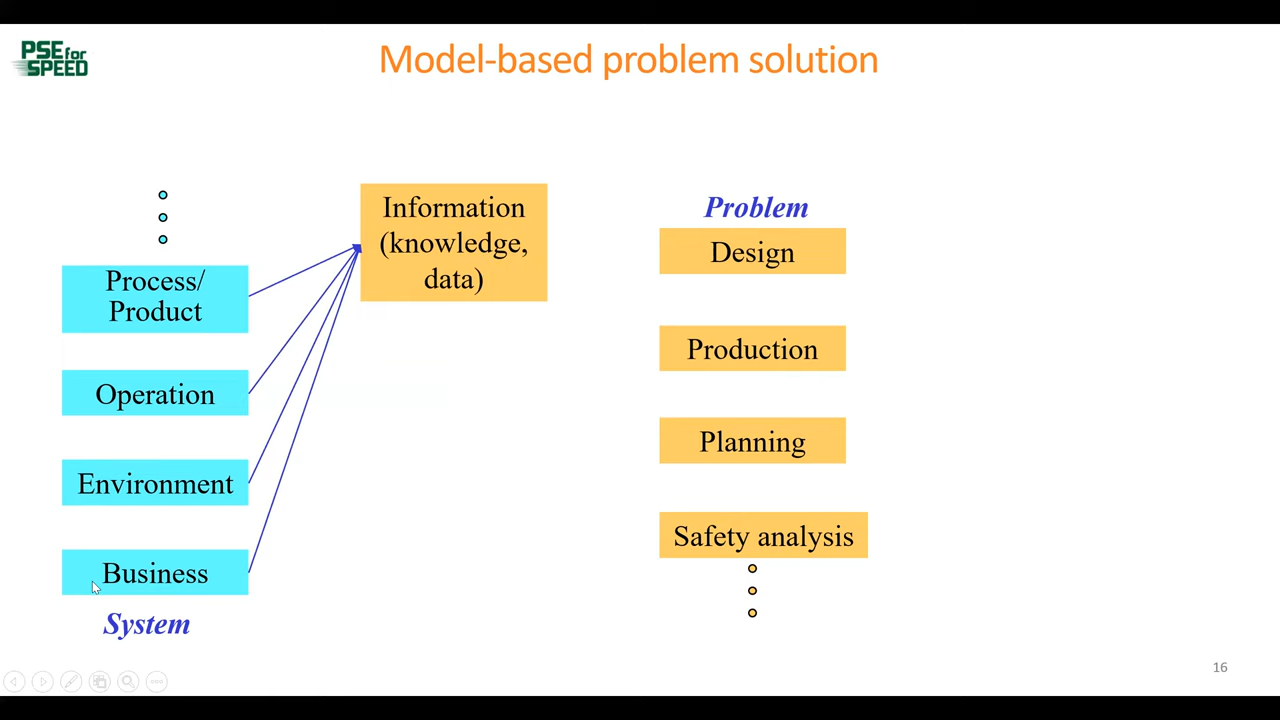 PSE for
SPEED
Model-based problem solution
Process/
Product
Operation
Environment
Business
System
Information
(knowledge,
data)
Problem
Design
Production
Planning
Safety analysis
16